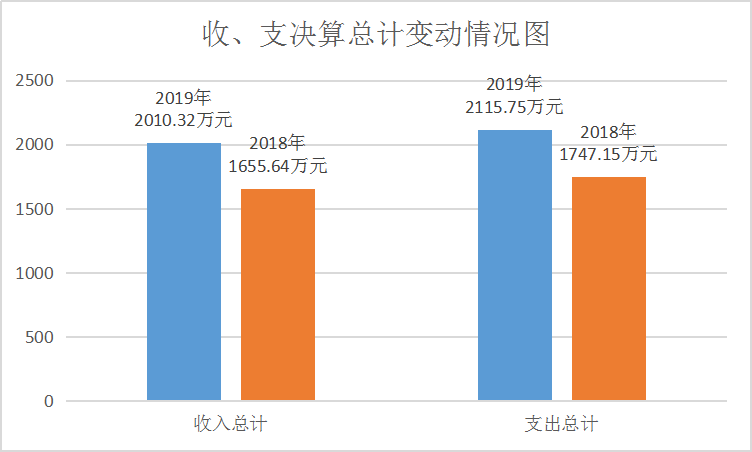 收、支决算总计变动情况图
2500
2000
1500
1000
500
0
2019年
2010.32万元
2018年
1655.64万元
2019年
2115.75万元
2018年
1747.15万元
收入总计
支出总计